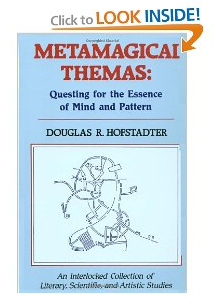 Click to LOOK INSIDE!
METAMAGICAL
THEMAS:
Questing for the Essence
of Mind and Pattern
DOUGLAS R. HOFSTADTER
An Interlocked Collection of
Literary, Scientific, and Artistic Studies